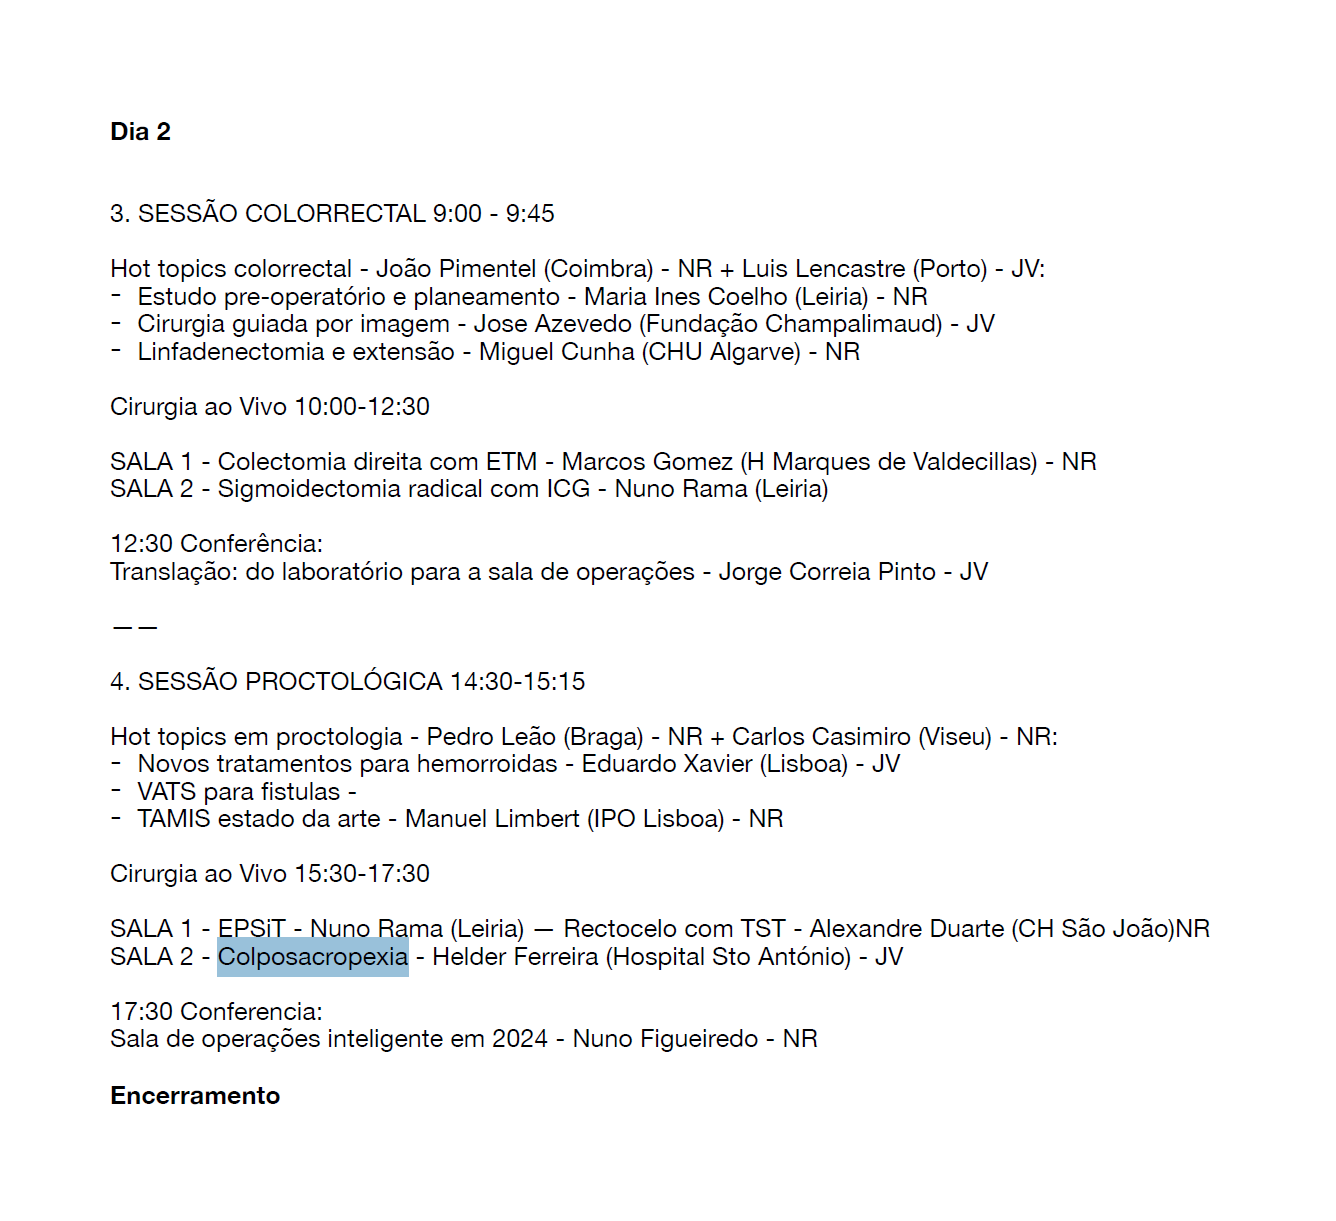 Dia 2
3. SESSÃO COLORRECTAL 9:00 - 9:45
Hot topics colorrectal - João Pimentel (Coimbra) - NR + Luis Lencastre (Porto) - JV:
- Estudo pre-operatório e planeamento - Maria Ines Coelho (Leiria) - NR
- Cirurgia guiada por imagem - Jose Azevedo (Fundação Champalimaud) - JV
- Linfadenectomia e extensão - Miguel Cunha (CHU Algarve) - NR
Cirurgia ao Vivo 10:00-12:30
SALA 1 - Colectomia direita com ETM - Marcos Gomez (H Marques de Valdecillas) - NR
SALA 2 - Sigmoidectomia radical com ICG - Nuno Rama (Leiria)
12:30 Conferência:
Translação: do laboratório para a sala de operações - Jorge Correia Pinto - JV
— —
4. SESSÃO PROCTOLÓGICA 14:30-15:15
Hot topics em proctologia - Pedro Leão (Braga) - NR + Carlos Casimiro (Viseu) - NR:
- Novos tratamentos para hemorroidas - Eduardo Xavier (Lisboa) - JV
- VATS para fistulas -
- TAMIS estado da arte - Manuel Limbert (IPO Lisboa) - NR
Cirurgia ao Vivo 15:30-17:30
SALA 1 - EPSiT - Nuno Rama (Leiria) — Rectocelo com TST - Alexandre Duarte (CH São João)NR
SALA 2 - Colposacropexia - Helder Ferreira (Hospital Sto António) - JV
17:30 Conferencia:
Sala de operações inteligente em 2024 - Nuno Figueiredo - NR
Encerramento